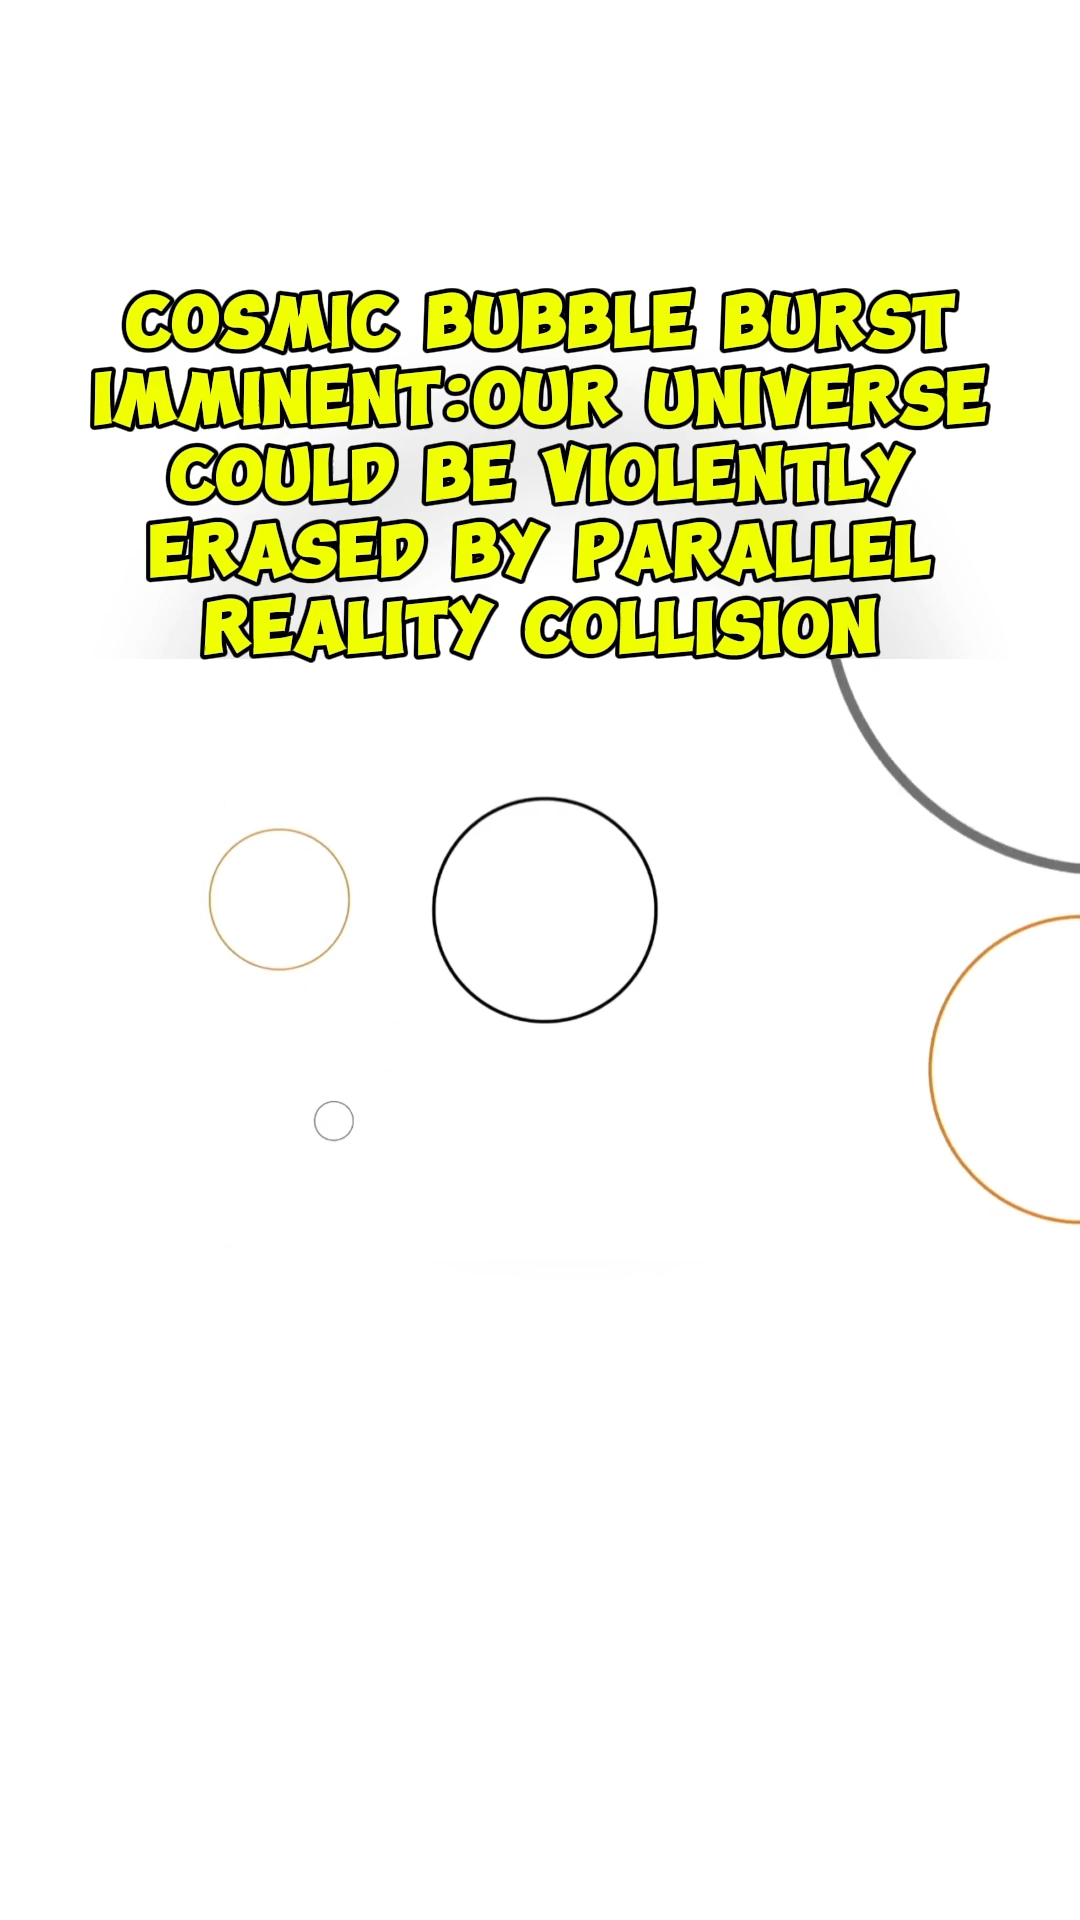 COSMIC BUBBLE BURST
IMMINENT:OUR UNIVERSE
COULD BE VIOLENTLY
ERASED BY PARALLEL
REALITY COLLISION